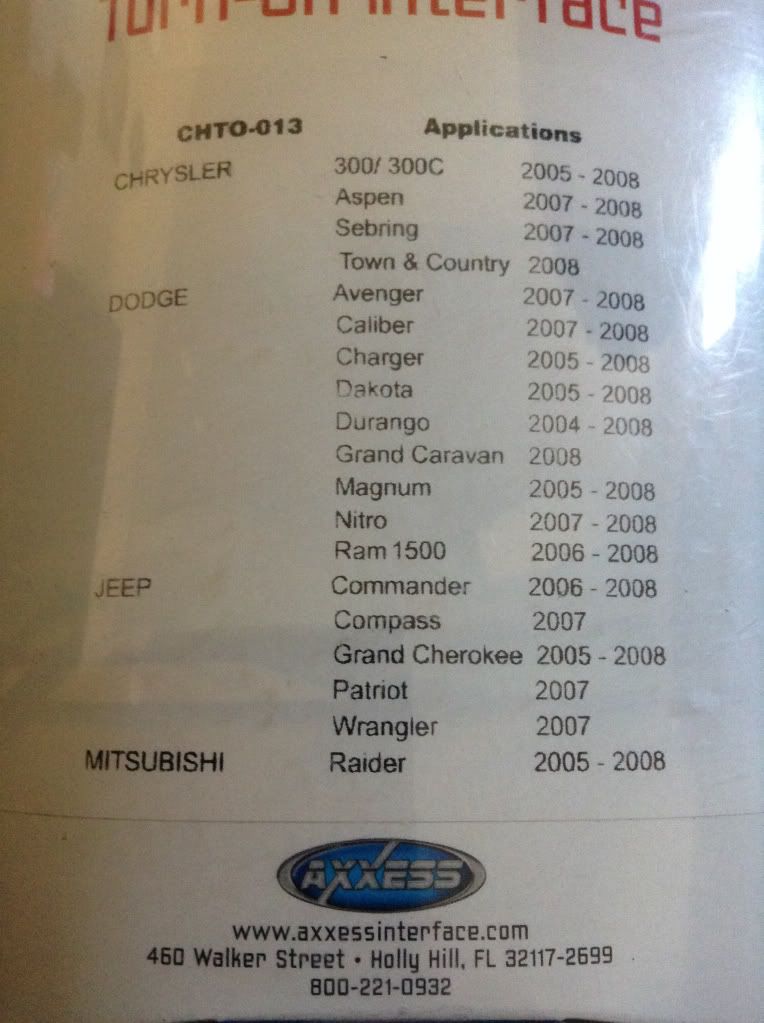 Turn-On Interface
CHTO-013 Applications
CHRYSLER 300/ 300C 2005 - 2008
Aspen 2007 - 2008
Sebring 2007 - 2008
Town & Country 2008
DODGE Avenger 2007 - 2008
Caliber 2007 - 2008
Charger 2005 - 2008
Dakota 2005 - 2008
Durango 2004 - 2008
Grand Caravan 2008
Magnum 2005 - 2008
Nitro 2007 - 2008
Ram 1500 2006 - 2008
JEEP Commander 2006 - 2008
Compass 2007
Grand Cherokee 2005 - 2008
Patriot 2007
Wrangler 2007
MITSUBISHI Raider 2005 - 2008
AXXESS
www.axxessinterface.com
460 Walker Street • Holly Hill, FL 32117-2699
800-221-0932